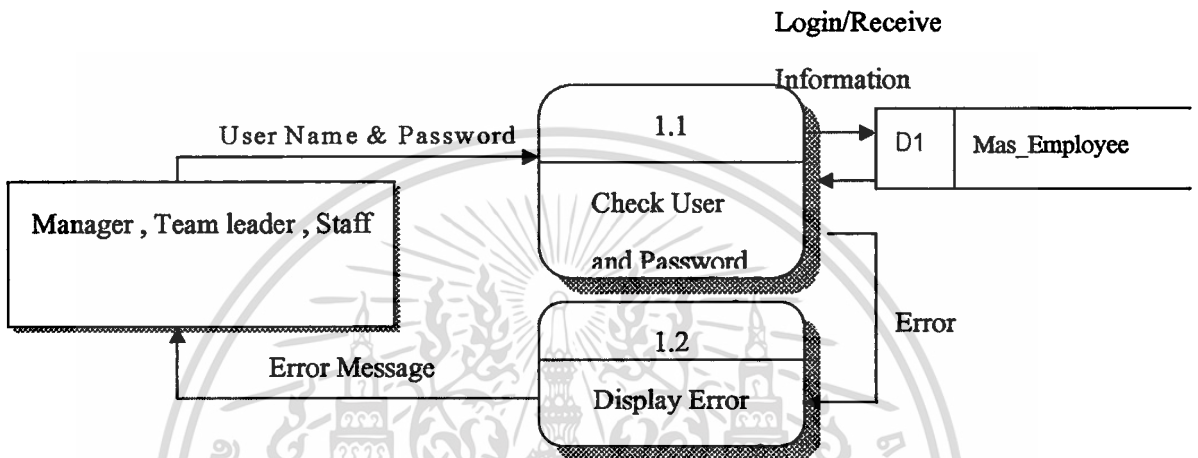 Login/Receive
Information
User Name & Password
1.1
D1
Mas_Employee
Check User
and Password
Manager , Team leader , Staff
Error
1.2
Error Message
Display Error